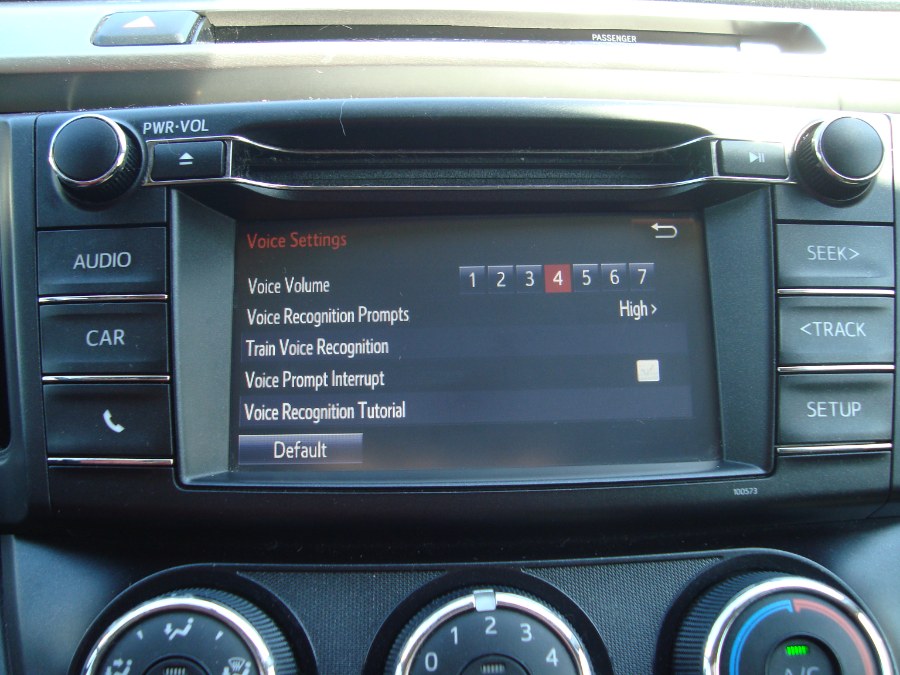 PASSENGER
PWR·VOL
AUDIO
CAR
SEEK>
<TRACK
SETUP
Voice Settings
Voice Volume 1 2 3 4 5 6 7
Voice Recognition Prompts High >
Train Voice Recognition
Voice Prompt Interrupt
Voice Recognition Tutorial
Default
100573
0 1 2 3 4